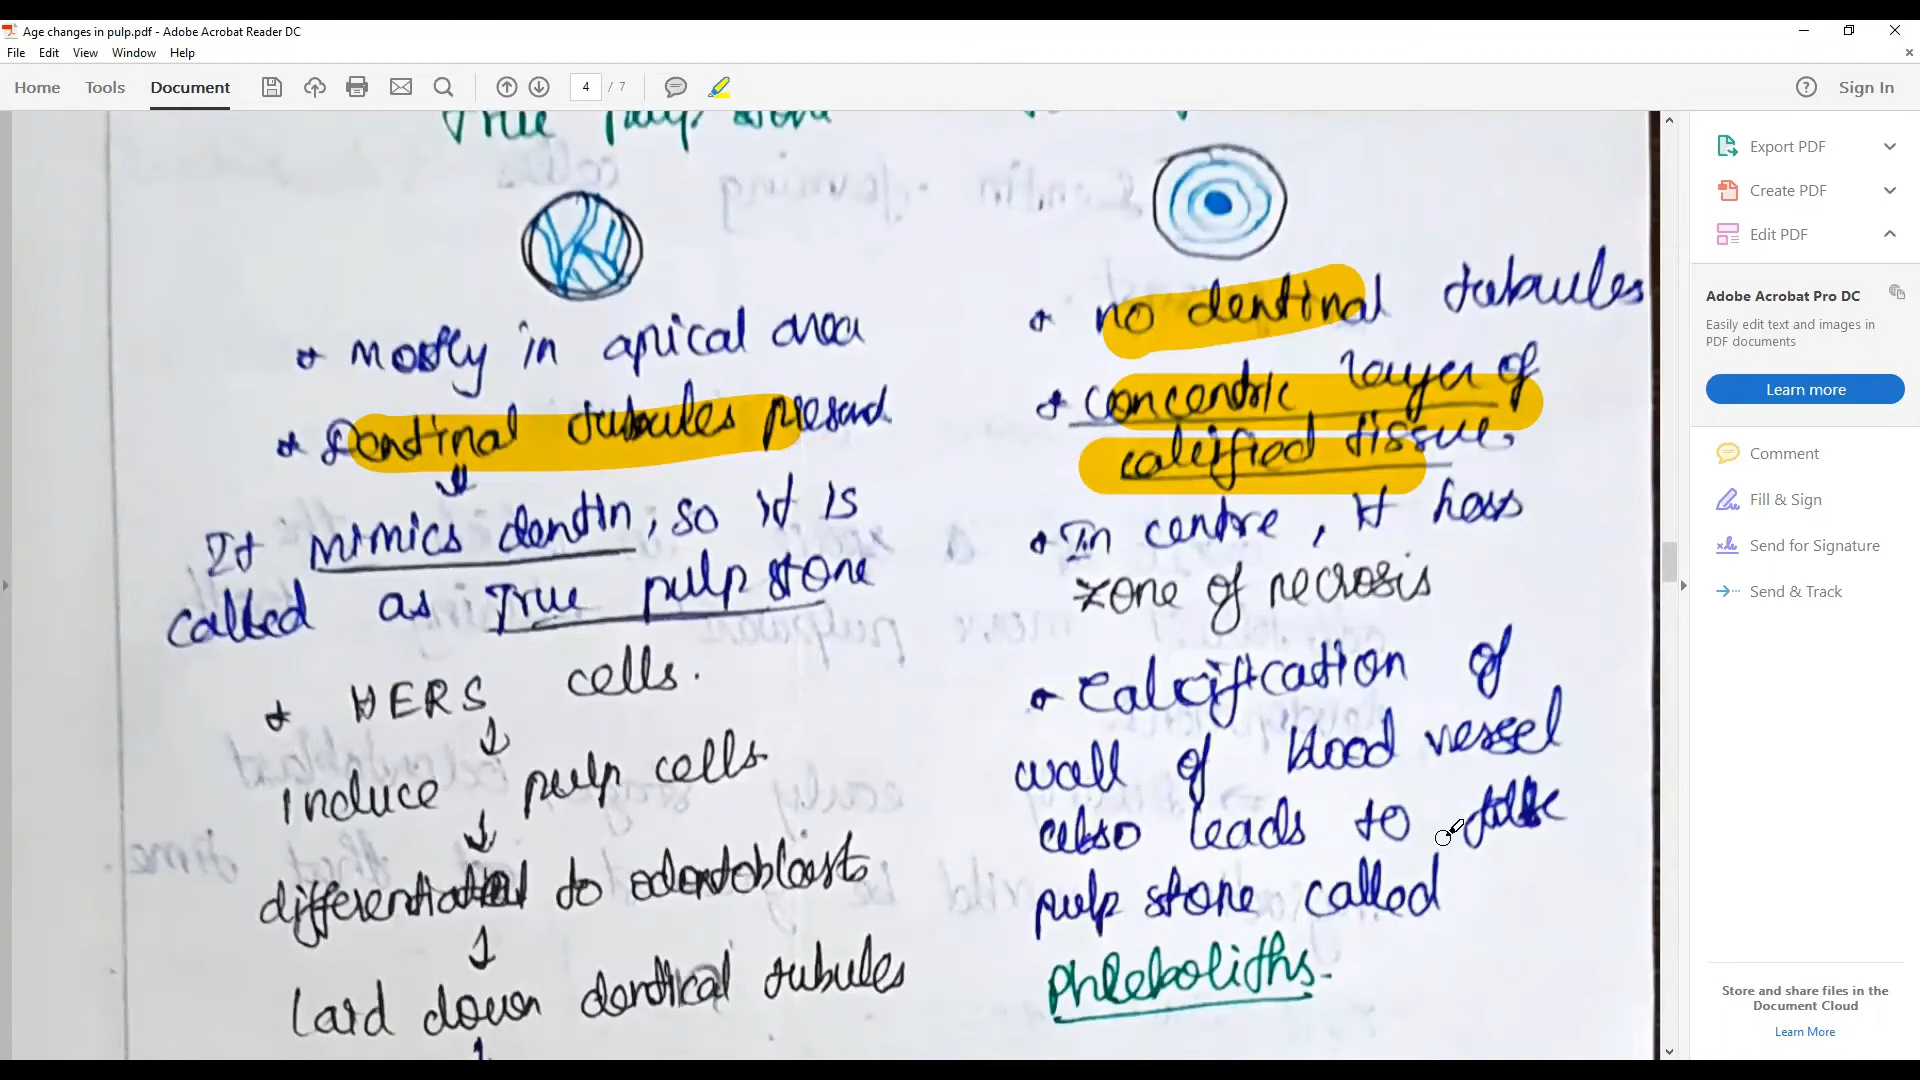 Age changes in pulp.pdf - Adobe Acrobat Reader DC
File Edit View Window Help
Home Tools Document 4 / 7 Sign In
True pulp stone
* Mostly in apical area
* Dentinal tubules present
It mimics dentin, so it is
called as True pulp stone
* HERS cells.
induce pulp cells
to odontoblasts
laid down tubules
* no dentinal tubules
* concentric layer of
calcified tissue.
* In centre, it has
zone of necrosis
* Calcification of
wall of blood vessel
also leads to false
pulp stone called
Phleboliths.
Export PDF
Create PDF
Edit PDF
Adobe Acrobat Pro DC
Easily edit text and images in
PDF documents
Learn more
Comment
Fill & Sign
Send for Signature
Send & Track
Store and share files in the
Document Cloud
Learn More